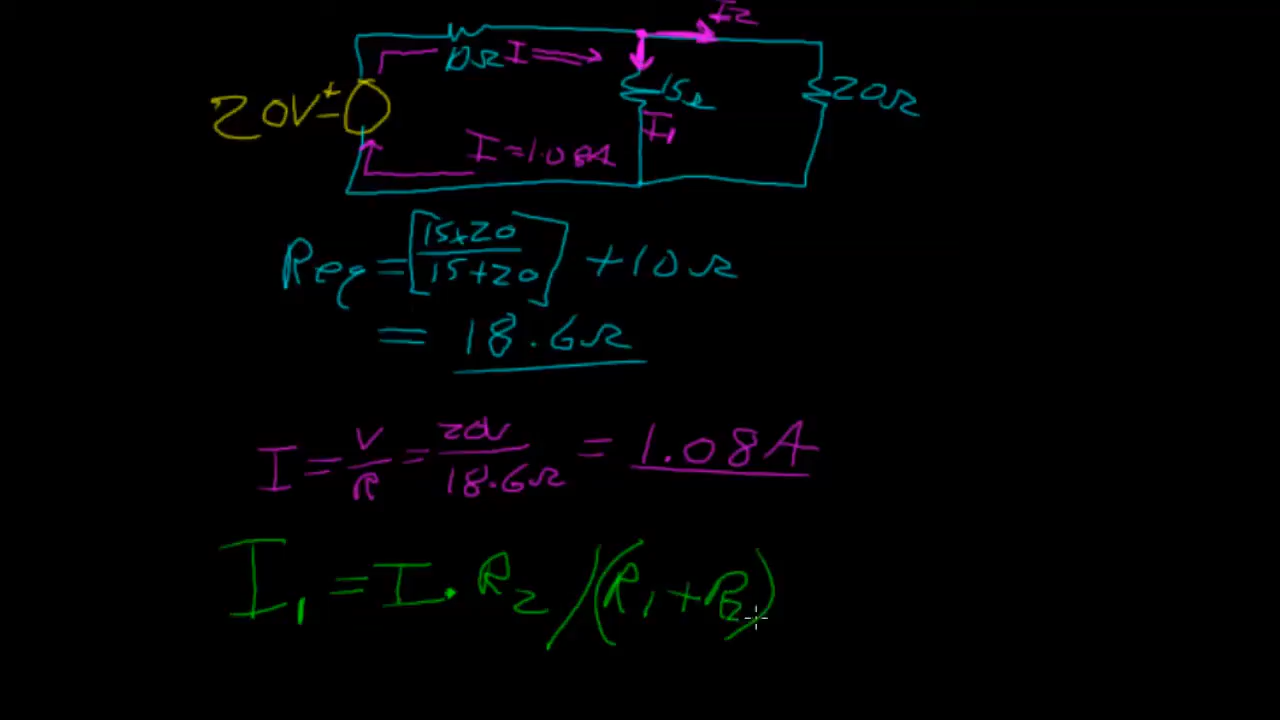 I2
10Ω I
15Ω
20Ω
20V
+
-
I1
I=1.08A
Req = [15×20 / 15+20] + 10Ω
= 18.6Ω
I = V/R = 20V/18.6Ω = 1.08A
I1 = I · R2 / (R1 + R2)